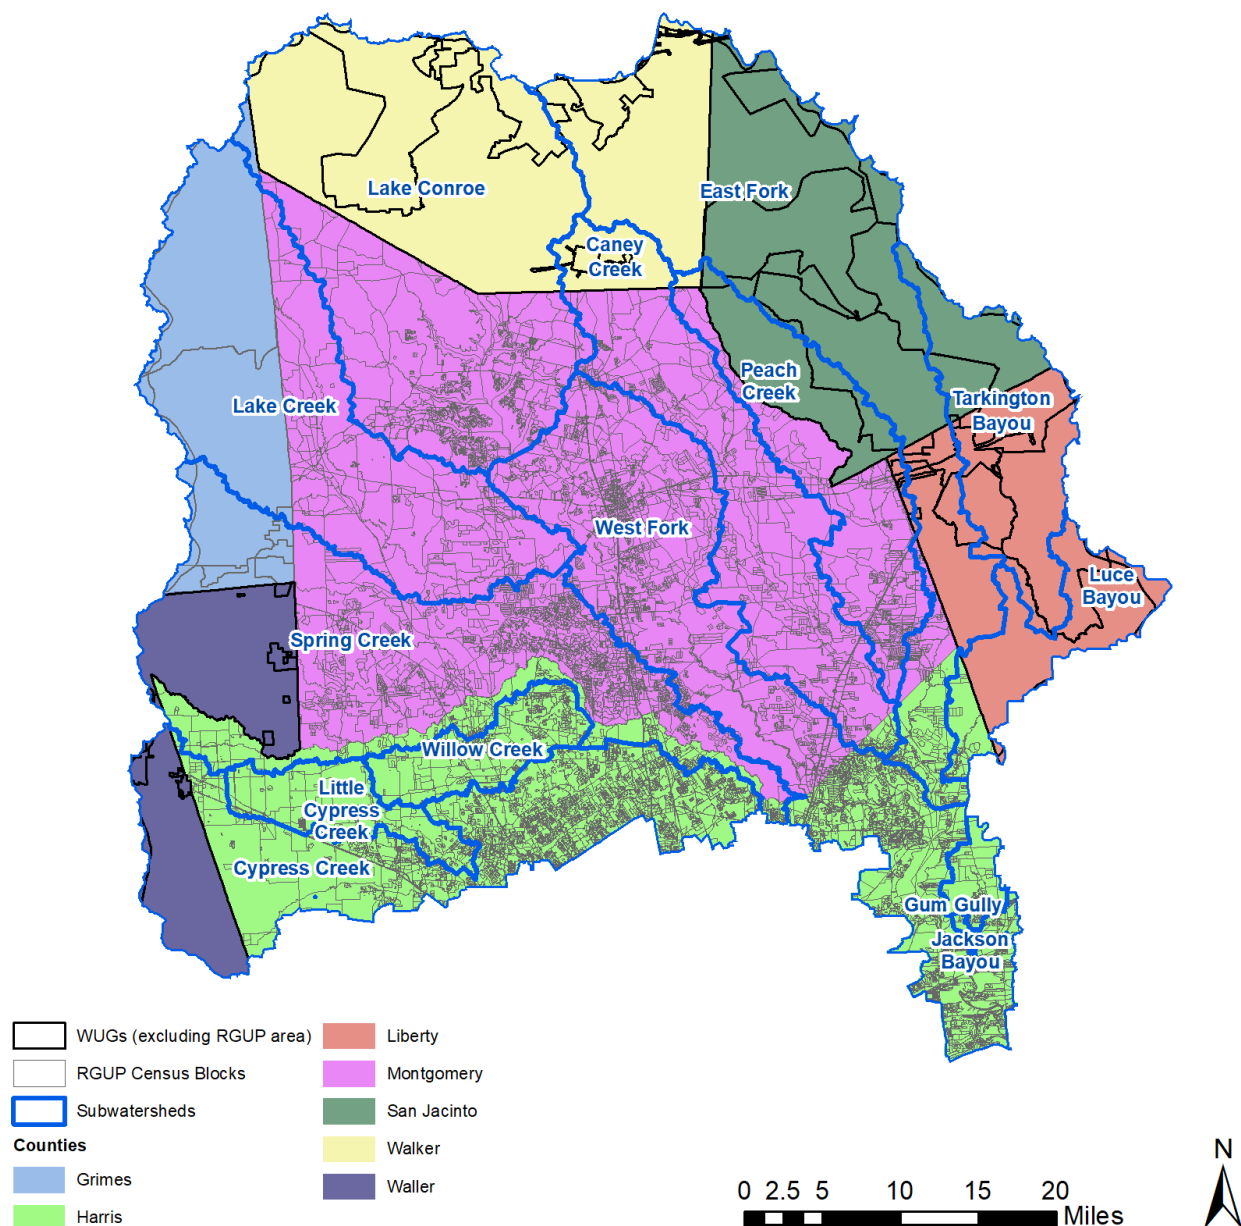 Lake Conroe
East Fork
Caney
Creek
Peach
Creek
Lake Creek
Tarkington
Bayou
West Fork
Luce
Bayou
Spring Creek
Willow Creek
Little
Cypress
Creek
Cypress Creek
Gum Gully
Jackson
Bayou
WUGs (excluding RGUP area)
RGUP Census Blocks
Subwatersheds
Counties
Grimes
Harris
Liberty
Montgomery
San Jacinto
Walker
Waller
0 2.5 5 10 15 20
Miles
N